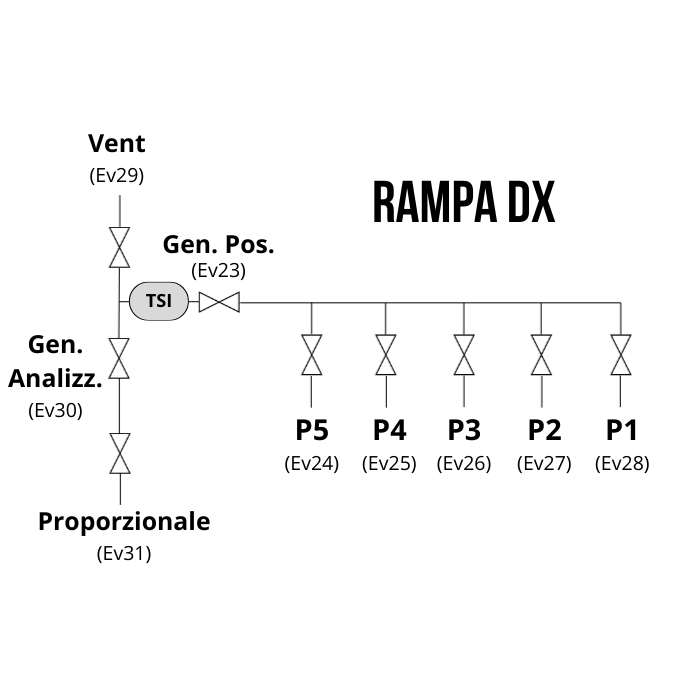 Vent
(Ev29)
RAMPA DX
Gen. Pos.
(Ev23)
TSI
Gen.
Analizz.
(Ev30)
P5
(Ev24)
P4
(Ev25)
P3
(Ev26)
P2
(Ev27)
P1
(Ev28)
Proporzionale
(Ev31)